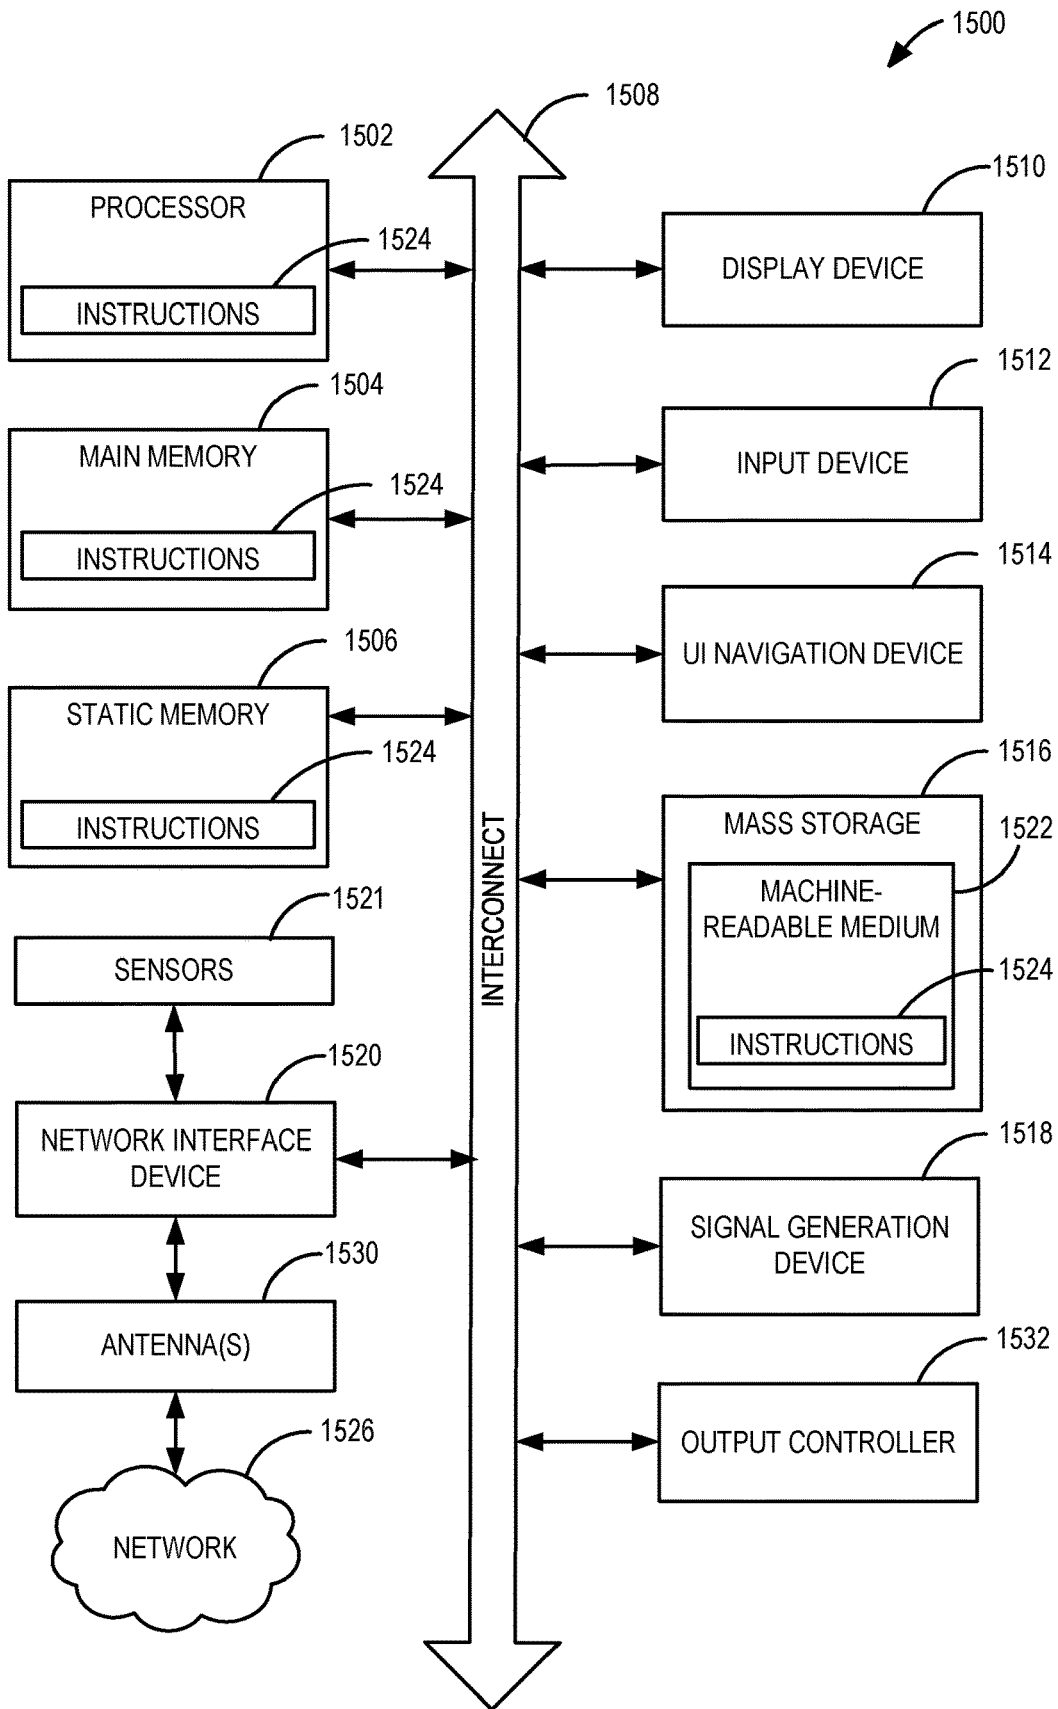 1500
1508
1502
PROCESSOR
1524
INSTRUCTIONS
1504
MAIN MEMORY
1524
INSTRUCTIONS
1506
STATIC MEMORY
1524
INSTRUCTIONS
1521
SENSORS
1520
NETWORK INTERFACE
DEVICE
1530
ANTENNA(S)
1526
NETWORK
INTERCONNECT
1510
DISPLAY DEVICE
1512
INPUT DEVICE
1514
UI NAVIGATION DEVICE
1516
MASS STORAGE
1522
MACHINE-
READABLE MEDIUM
1524
INSTRUCTIONS
1518
SIGNAL GENERATION
DEVICE
1532
OUTPUT CONTROLLER